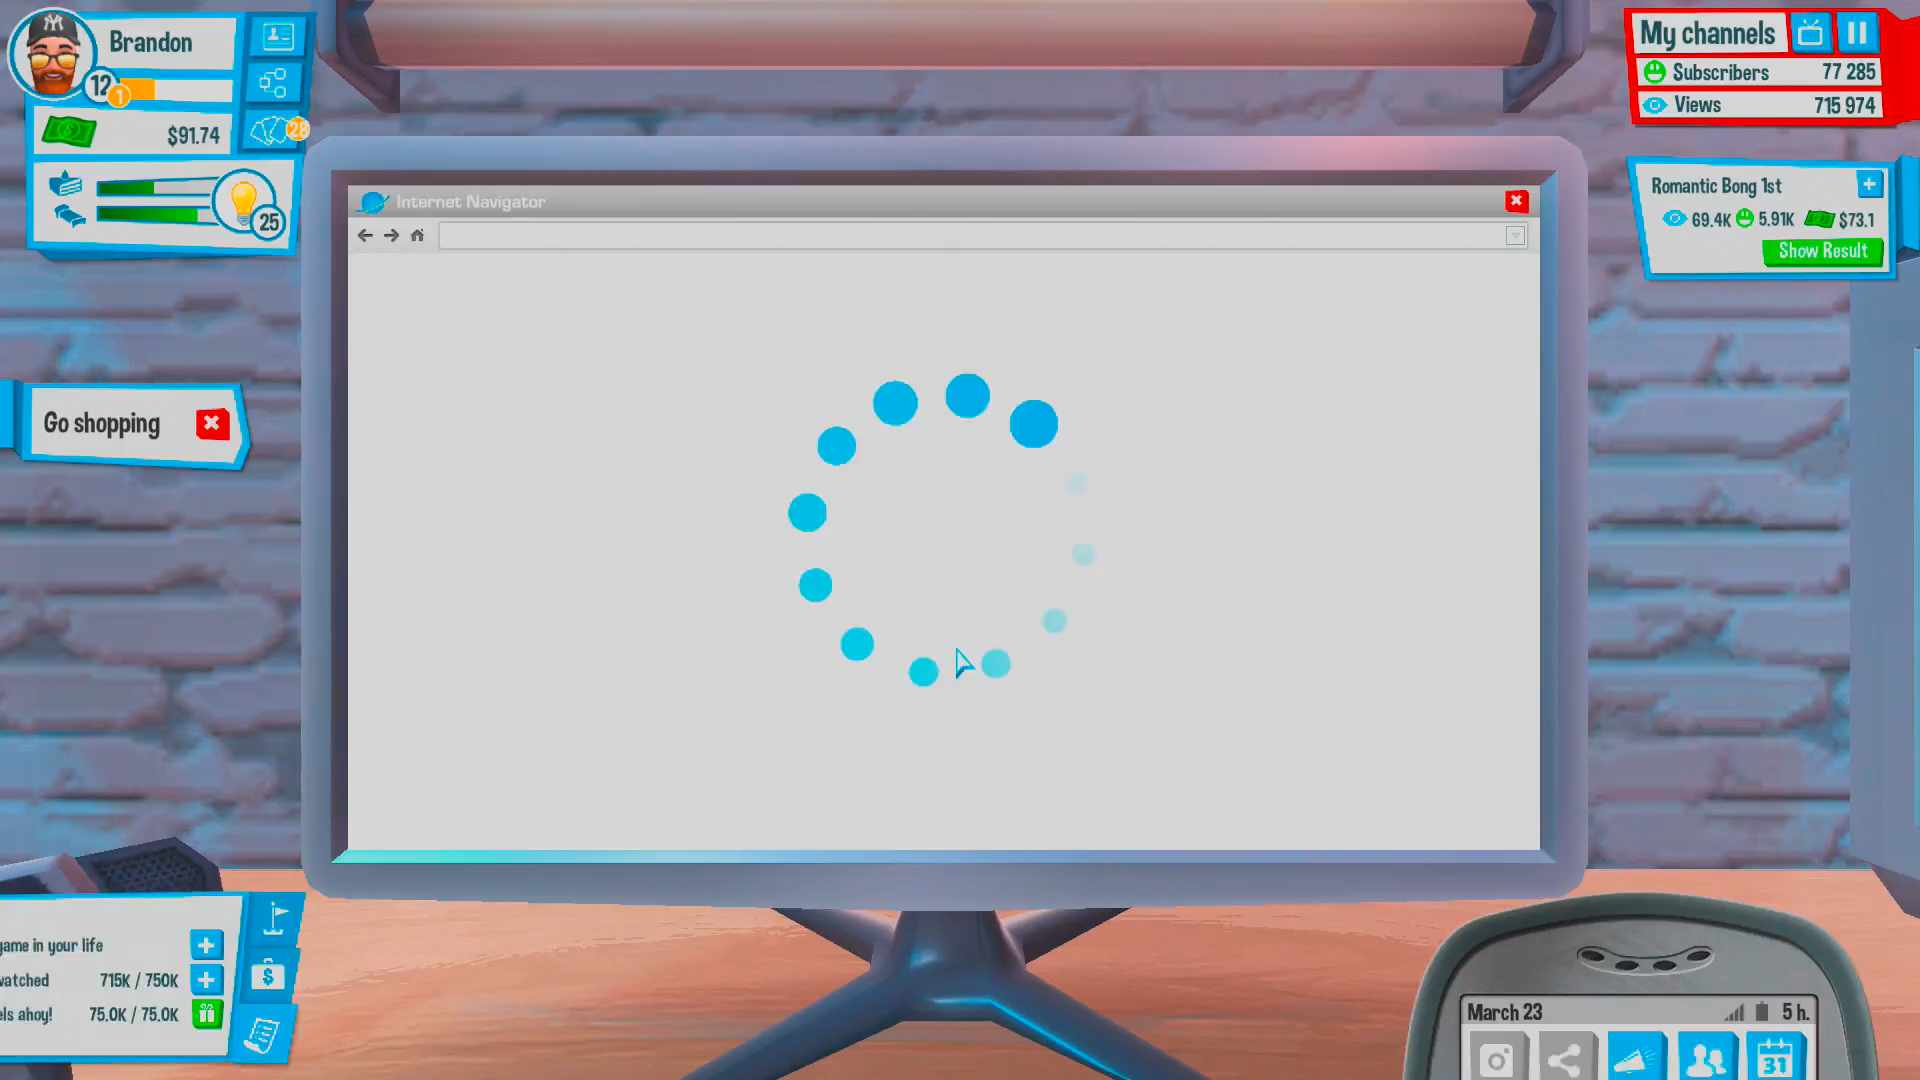 Brandon
12
1
$91.74
28
25
Go shopping
Internet Navigator
My channels
Subscribers 77 285
Views 715 974
Romantic Bong 1st
69.4K 5.91K $73.1
Show Result
game in your life
watched 715K / 750K
els ahoy! 75.0K / 75.0K
March 23 5 h.
31